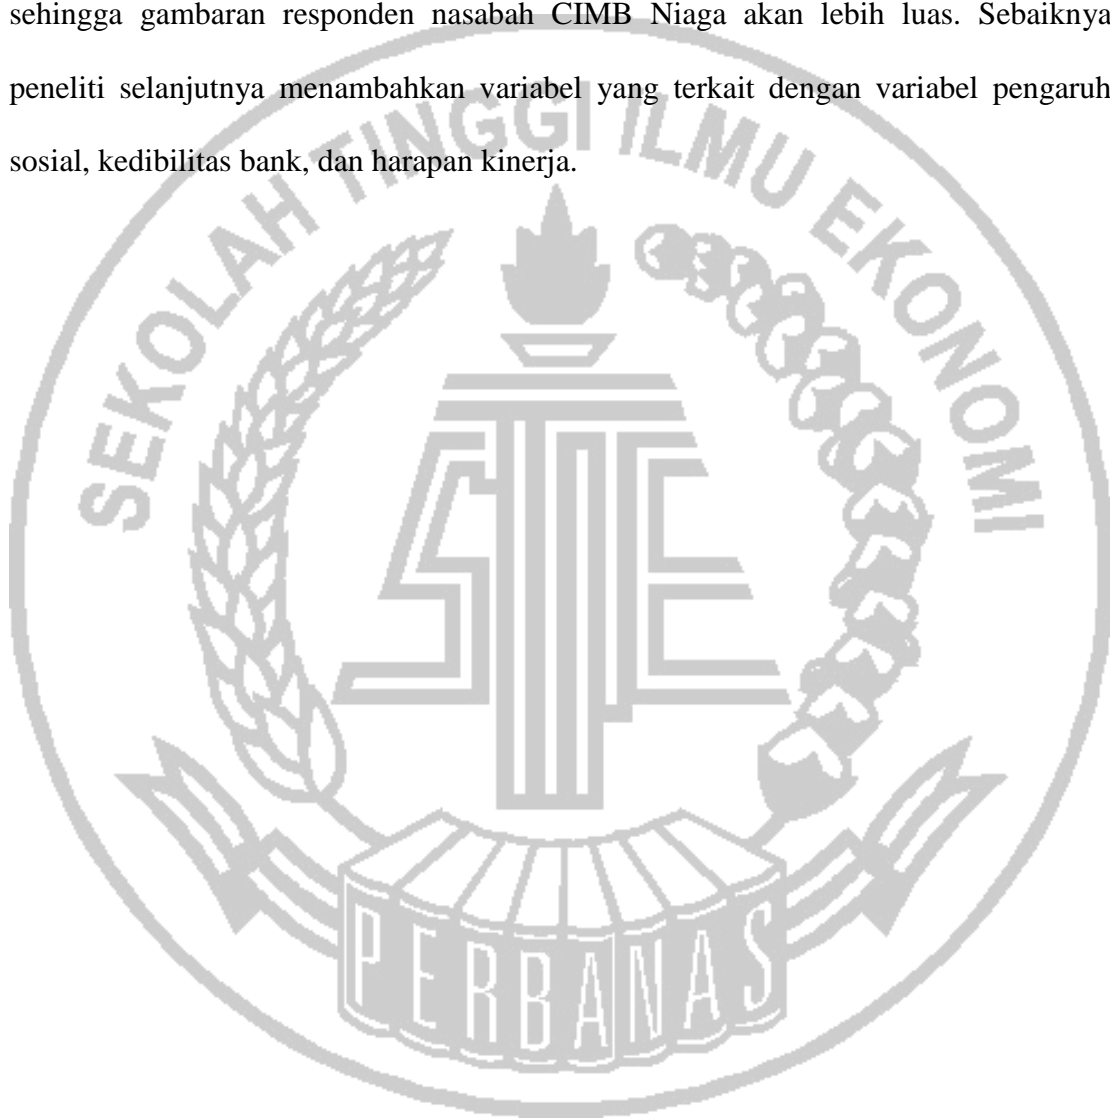 sehingga gambaran responden nasabah CIMB Niaga akan lebih luas. Sebaiknya
peneliti selanjutnya menambahkan variabel yang terkait dengan variabel pengaruh
sosial, kedibilitas bank, dan harapan kinerja.
SEKOLAH TINGGI ILMU EKONOMI
STIE
PERBANAS